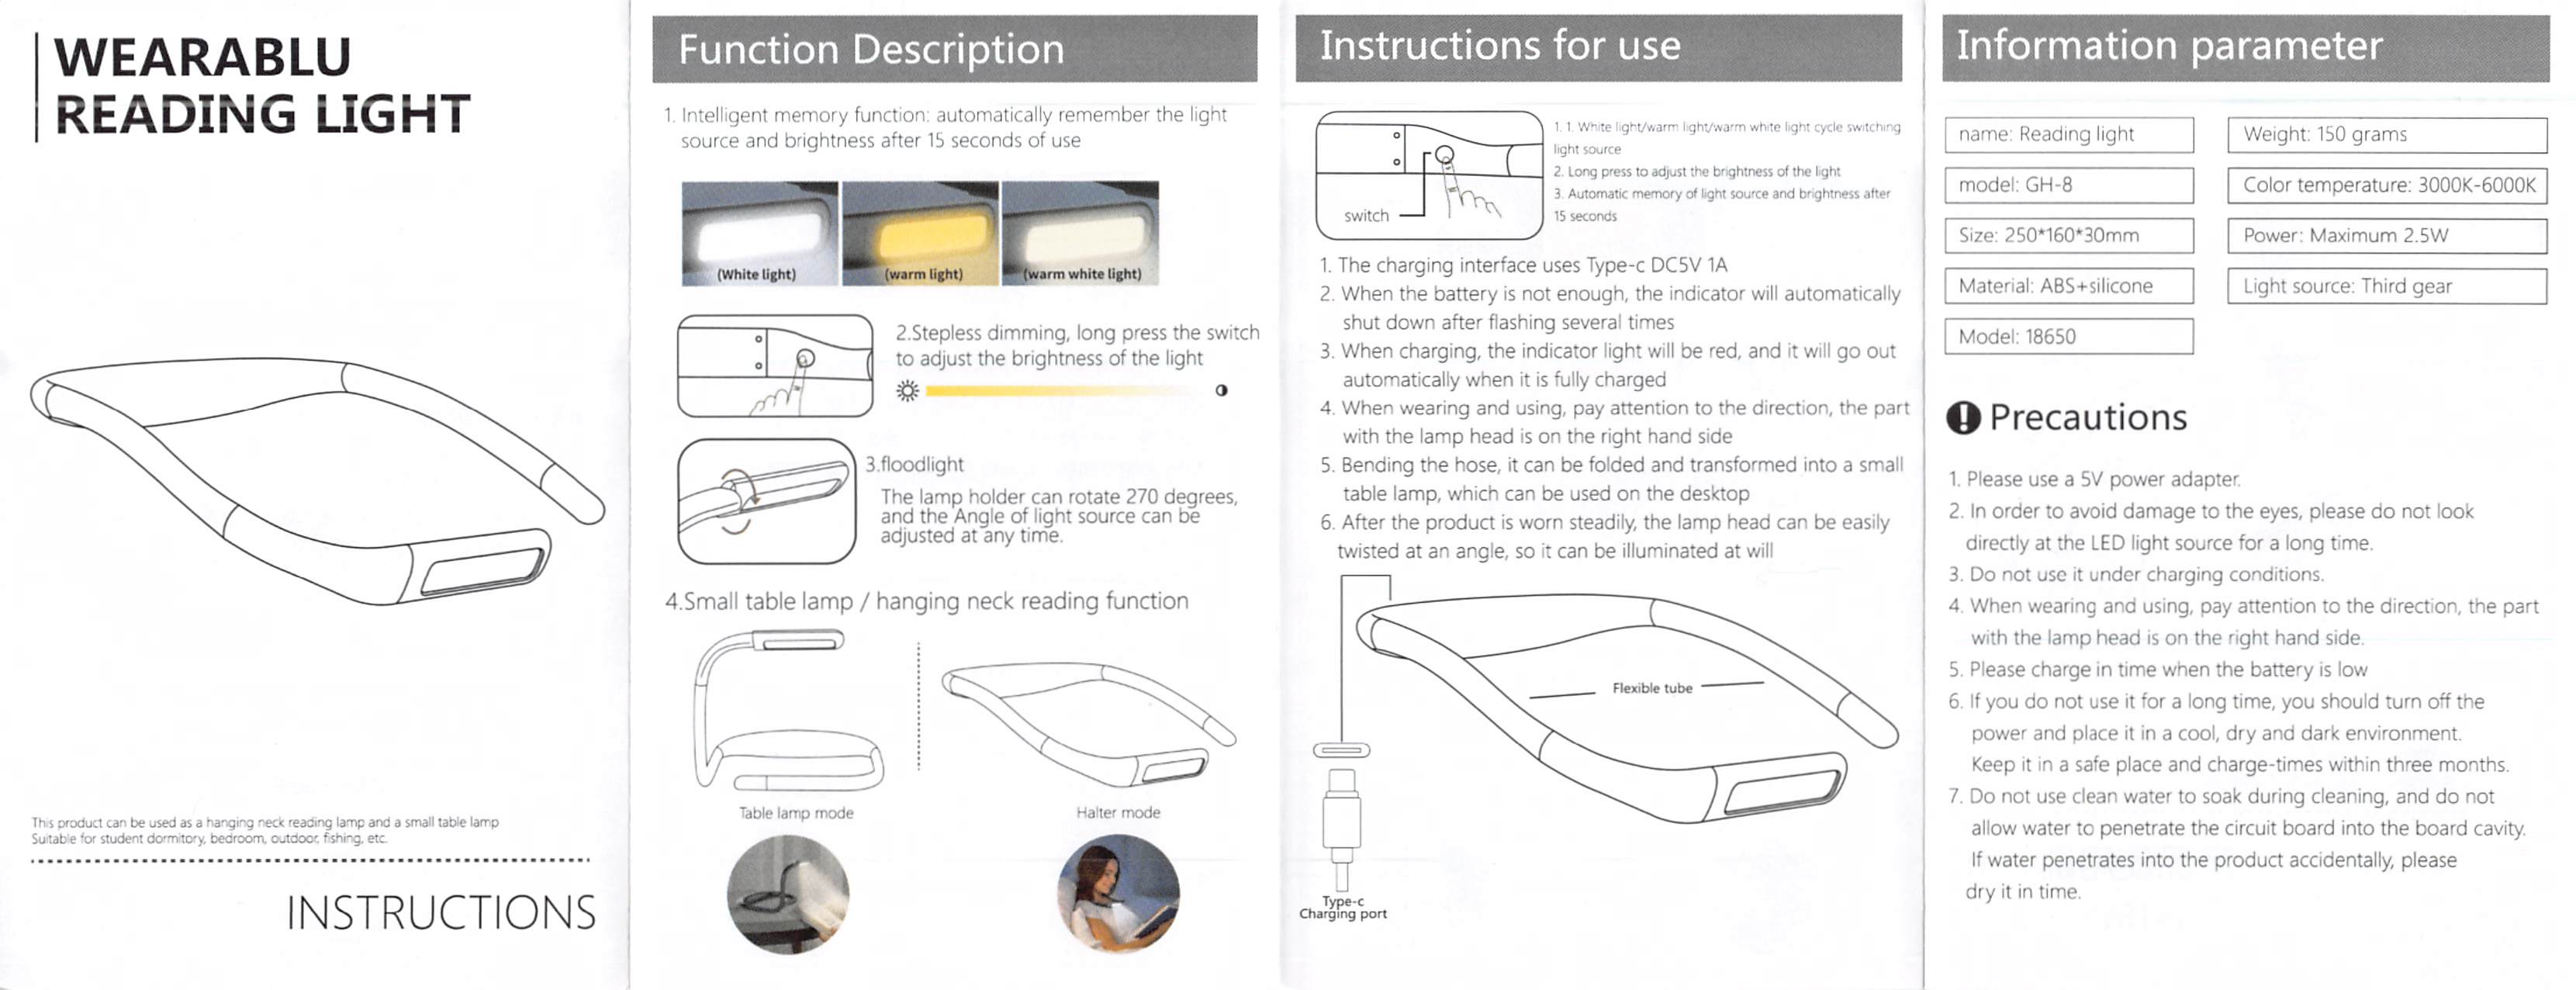 WEARABLU
READING LIGHT
This product can be used as a hanging neck reading lamp and a small table lamp
Suitable for student dormitory, bedroom, outdoor, fishing, etc.
INSTRUCTIONS
Function Description
1. Intelligent memory function: automatically remember the light
source and brightness after 15 seconds of use
(White light)
(warm light)
(warm white light)
2.Stepless dimming, long press the switch
to adjust the brightness of the light
3.floodlight
The lamp holder can rotate 270 degrees,
and the Angle of light source can be
adjusted at any time.
4.Small table lamp / hanging neck reading function
Table lamp mode
Halter mode
Instructions for use
switch
1. 1. White light/warm light/warm white light cycle switching
light source
2. Long press to adjust the brightness of the light
3. Automatic memory of light source and brightness after
15 seconds
1. The charging interface uses Type-c DC5V 1A
2. When the battery is not enough, the indicator will automatically
shut down after flashing several times
3. When charging, the indicator light will be red, and it will go out
automatically when it is fully charged
4. When wearing and using, pay attention to the direction, the part
with the lamp head is on the right hand side
5. Bending the hose, it can be folded and transformed into a small
table lamp, which can be used on the desktop
6. After the product is worn steadily, the lamp head can be easily
twisted at an angle, so it can be illuminated at will
Flexible tube
Type-c
Charging port
Information parameter
name: Reading light
Weight: 150 grams
model: GH-8
Color temperature: 3000K-6000K
Size: 250*160*30mm
Power: Maximum 2.5W
Material: ABS+silicone
Light source: Third gear
Model: 18650
Precautions
1. Please use a 5V power adapter.
2. In order to avoid damage to the eyes, please do not look
directly at the LED light source for a long time.
3. Do not use it under charging conditions.
4. When wearing and using, pay attention to the direction, the part
with the lamp head is on the right hand side.
5. Please charge in time when the battery is low
6. If you do not use it for a long time, you should turn off the
power and place it in a cool, dry and dark environment.
Keep it in a safe place and charge-times within three months.
7. Do not use clean water to soak during cleaning, and do not
allow water to penetrate the circuit board into the board cavity.
If water penetrates into the product accidentally, please
dry it in time.